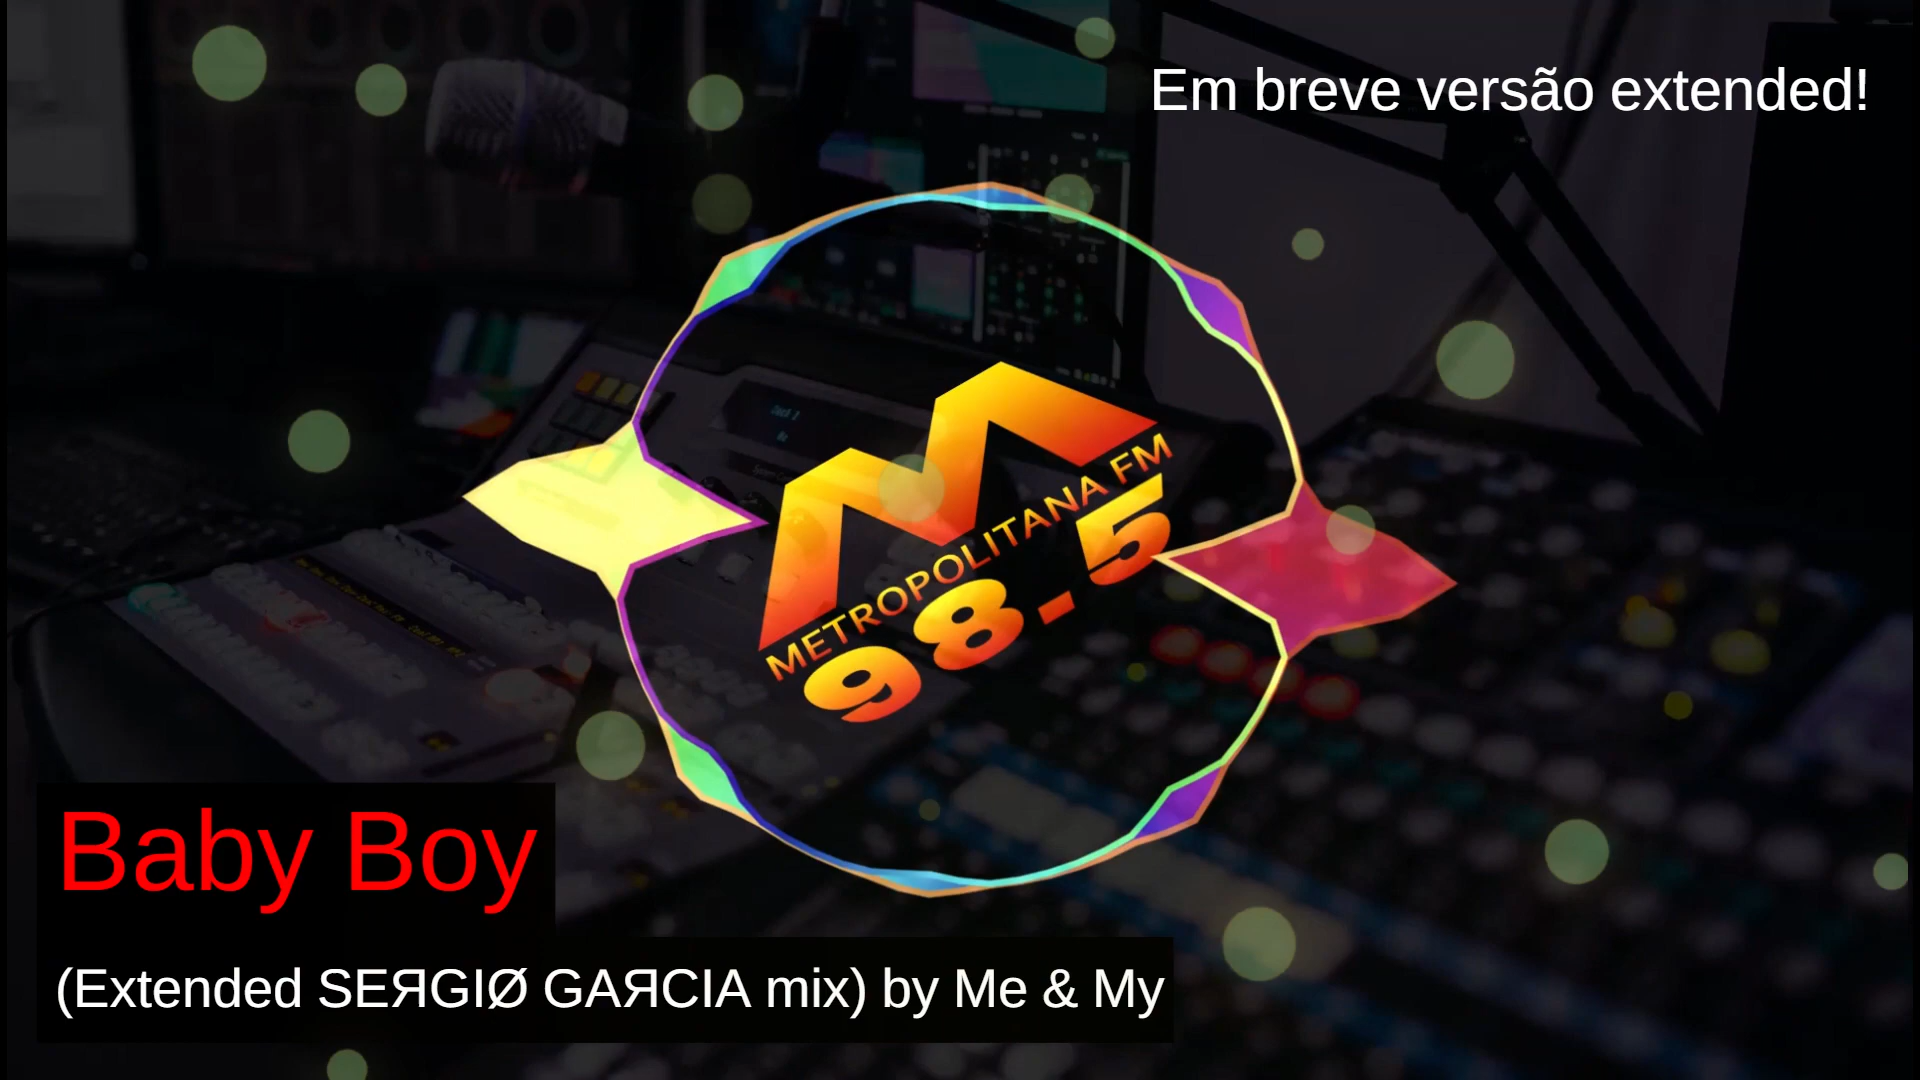 Em breve versão extended!
METROPOLITANA FM
98.5
Baby Boy
(Extended SEЯGIØ GAЯCIA mix) by Me & My